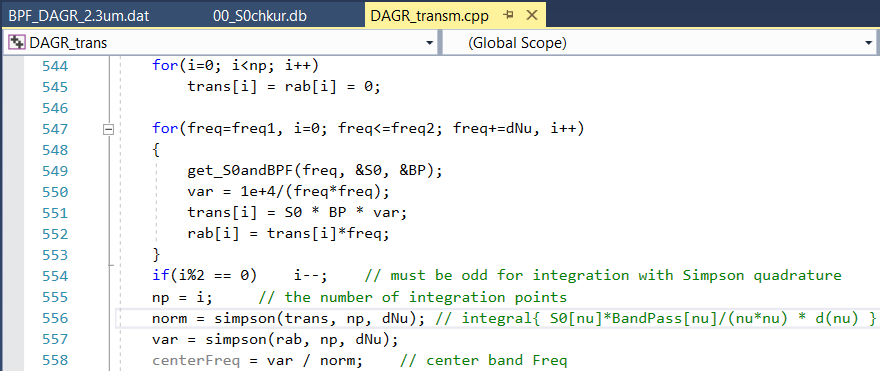 BPF_DAGR_2.3um.dat 00_S0chkur.db DAGR_transm.cpp
DAGR_trans (Global Scope)
544 for(i=0; i<np; i++)
545 trans[i] = rab[i] = 0;
546
547 for(freq=freq1, i=0; freq<=freq2; freq+=dNu, i++)
548 {
549 get_S0andBPF(freq, &S0, &BP);
550 var = 1e+4/(freq*freq);
551 trans[i] = S0 * BP * var;
552 rab[i] = trans[i]*freq;
553 }
554 if(i%2 == 0) i--; // must be odd for integration with Simpson quadrature
555 np = i; // the number of integration points
556 norm = simpson(trans, np, dNu); // integral{ S0[nu]*BandPass[nu]/(nu*nu) * d(nu) }
557 var = simpson(rab, np, dNu);
558 centerFreq = var / norm; // center band Freq